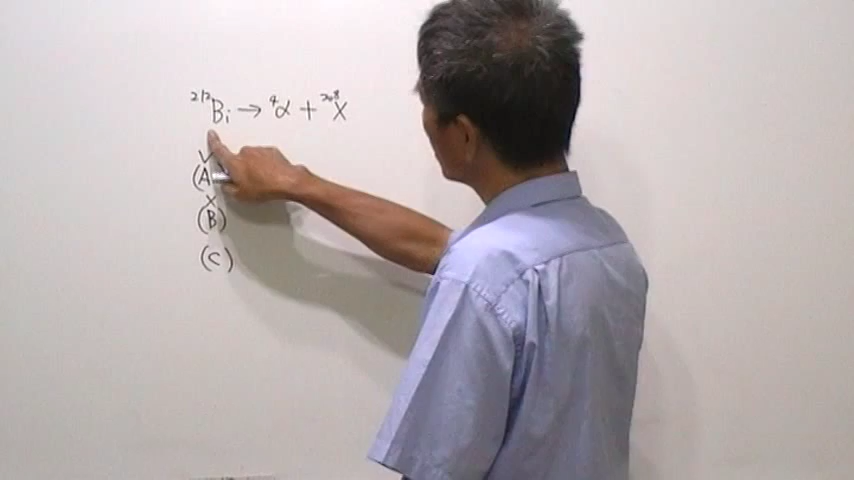 ²¹²Bi → ⁴α + ²⁰⁸X
✓
(A
×
(B)
(C)